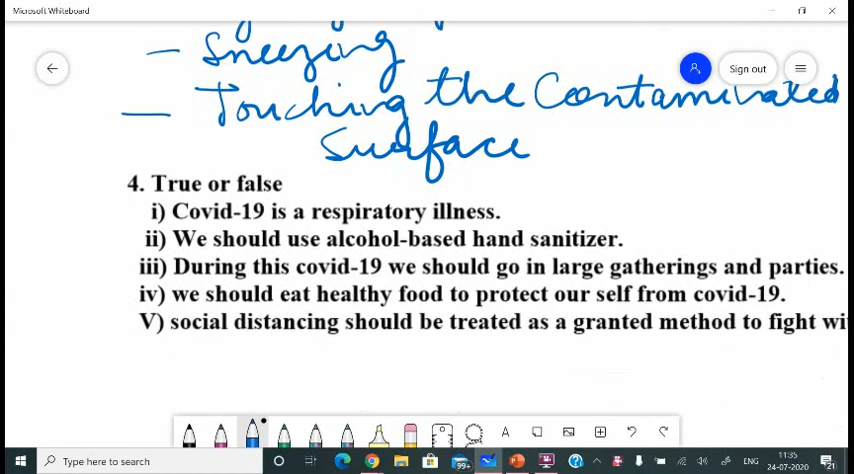 Microsoft Whiteboard
— Sneezing
Sign out
— Touching the Contaminated
Surface
4. True or false
i) Covid-19 is a respiratory illness.
ii) We should use alcohol-based hand sanitizer.
iii) During this covid-19 we should go in large gatherings and parties.
iv) we should eat healthy food to protect our self from covid-19.
V) social distancing should be treated as a granted method to fight wi
Type here to search
99+
ENG
11:35
24-07-2020
21